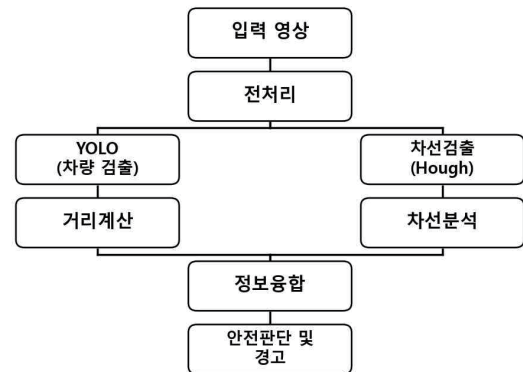 입력 영상
전처리
YOLO
(차량 검출)
차선검출
(Hough)
거리계산
차선분석
정보융합
안전판단 및
경고